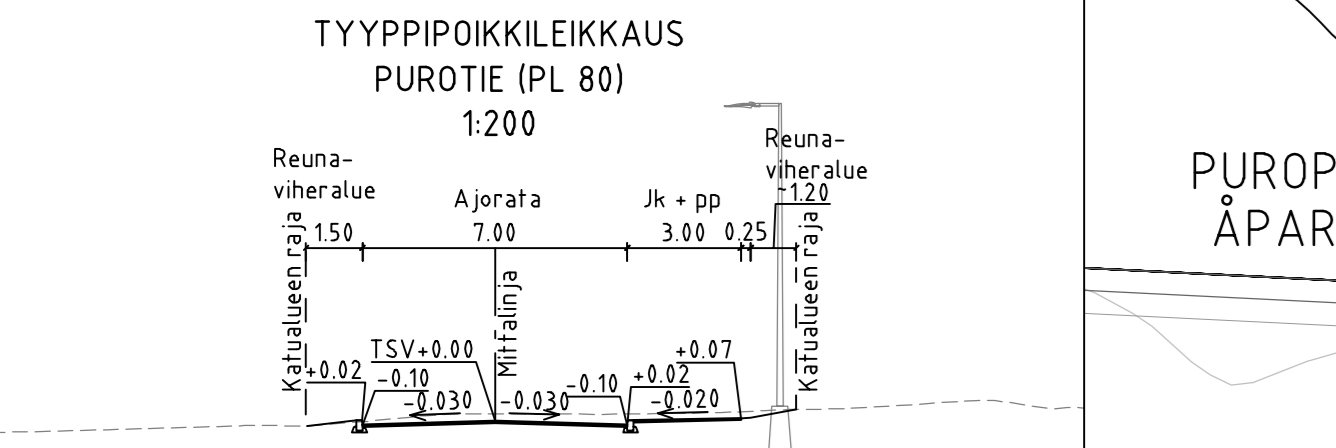 TYYPPIPOIKKILEIKKAUS
PUROTIE (PL 80)
1:200
Reuna-
viheralue
Ajorata
Jk + pp
Reuna-
viheralue
~1.20
1.50
7.00
3.00
0.25
Katualueen raja
Mittalinja
Katualueen raja
TSV+0.00
+0.07
+0.02
-0.10
-0.10
+0.02
-0.030
-0.030
-0.020
PUROP
ÅPAR